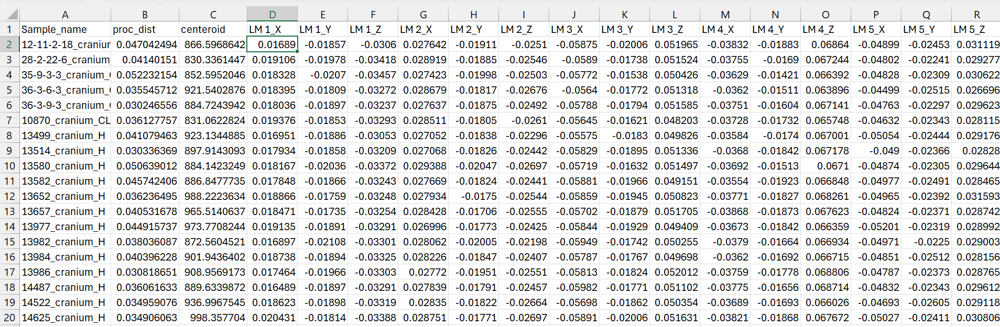 A B C D E F G H I J K L M N O P Q R
1 Sample_name proc_dist centeroid LM 1_X LM 1_Y LM 1_Z LM 2_X LM 2_Y LM 2_Z LM 3_X LM 3_Y LM 3_Z LM 4_X LM 4_Y LM 4_Z LM 5_X LM 5_Y LM 5_Z
2 12-11-2-18_cranium 0.047042494 866.5968642 0.01689 -0.01857 -0.0306 0.027642 -0.01911 -0.0251 -0.05875 -0.02006 0.051965 -0.03832 -0.01883 0.06864 -0.04899 -0.02453 0.031119
3 28-2-22-6_cranium_ 0.04140151 830.3361447 0.019106 -0.01978 -0.03418 0.028919 -0.01885 -0.02546 -0.0589 -0.01738 0.051524 -0.03755 -0.0169 0.067244 -0.04802 -0.02241 0.029277
4 35-9-3-3_cranium_ 0.052232154 852.5952046 0.018328 -0.0207 -0.03457 0.027423 -0.01998 -0.02503 -0.05772 -0.01538 0.050426 -0.03629 -0.01421 0.066392 -0.04828 -0.02309 0.030622
5 36-3-6-3_cranium_ 0.035545712 921.5402876 0.018395 -0.01809 -0.03272 0.028679 -0.01817 -0.02676 -0.0564 -0.01772 0.051318 -0.0362 -0.01511 0.063896 -0.04499 -0.02515 0.026696
6 36-3-9-3_cranium_ 0.030246556 884.7243942 0.018036 -0.01897 -0.03237 0.027637 -0.01875 -0.02492 -0.05788 -0.01794 0.051585 -0.03751 -0.01604 0.067141 -0.04763 -0.02297 0.029623
7 10870_cranium_CL 0.036127757 831.0622824 0.019376 -0.01853 -0.03293 0.028511 -0.01805 -0.0261 -0.05645 -0.01621 0.048203 -0.03728 -0.01732 0.065748 -0.04632 -0.02343 0.028115
8 13499_cranium_H 0.041079463 923.1344885 0.016951 -0.01886 -0.03053 0.027052 -0.01838 -0.02296 -0.05575 -0.0183 0.049826 -0.03584 -0.0174 0.067001 -0.05054 -0.02444 0.029176
9 13514_cranium_H 0.030336369 897.9143093 0.017934 -0.01858 -0.03209 0.027068 -0.01826 -0.02442 -0.05829 -0.01895 0.051336 -0.0368 -0.01842 0.067178 -0.049 -0.02366 0.02828
10 13580_cranium_H 0.050639012 884.1423249 0.018167 -0.02036 -0.03372 0.029388 -0.02047 -0.02697 -0.05719 -0.01632 0.051497 -0.03692 -0.01513 0.0671 -0.04874 -0.02305 0.029644
11 13582_cranium_H 0.045742406 886.8477735 0.017848 -0.01866 -0.03243 0.027669 -0.01824 -0.02441 -0.05881 -0.01966 0.049151 -0.03554 -0.01923 0.066848 -0.04977 -0.02491 0.028465
12 13652_cranium_H 0.036236495 988.2223634 0.018866 -0.01759 -0.03248 0.027934 -0.0175 -0.02544 -0.05859 -0.01945 0.050823 -0.03771 -0.01827 0.068261 -0.04965 -0.02392 0.031593
13 13657_cranium_H 0.040531678 965.5140637 0.018471 -0.01735 -0.03254 0.028428 -0.01706 -0.02555 -0.05702 -0.01879 0.051705 -0.03868 -0.01873 0.067623 -0.04824 -0.02371 0.028742
14 13977_cranium_H 0.044915737 973.7708244 0.019135 -0.01891 -0.03291 0.026996 -0.01773 -0.02425 -0.05844 -0.01929 0.049409 -0.03673 -0.01842 0.066359 -0.05201 -0.02319 0.028992
15 13982_cranium_H 0.038036087 872.5604521 0.016897 -0.02108 -0.03301 0.028062 -0.02005 -0.02198 -0.05949 -0.01742 0.050255 -0.0379 -0.01664 0.066934 -0.04971 -0.0225 0.029003
16 13984_cranium_H 0.040396228 901.9436402 0.018738 -0.01894 -0.03325 0.028226 -0.01847 -0.02407 -0.05787 -0.01767 0.049698 -0.0362 -0.01692 0.066715 -0.04851 -0.02512 0.028156
17 13986_cranium_H 0.030818651 908.9569173 0.017464 -0.01966 -0.03303 0.02772 -0.01951 -0.02551 -0.05813 -0.01824 0.052012 -0.03759 -0.01778 0.068806 -0.04787 -0.02373 0.028765
18 14487_cranium_H 0.036061633 889.6339872 0.016489 -0.01897 -0.03291 0.027839 -0.01791 -0.02457 -0.05982 -0.01771 0.051102 -0.03775 -0.01656 0.068714 -0.04832 -0.02343 0.029612
19 14522_cranium_H 0.034959076 936.9967545 0.018623 -0.01898 -0.03319 0.02835 -0.01822 -0.02664 -0.05698 -0.01862 0.050354 -0.03689 -0.01693 0.066026 -0.04693 -0.02605 0.029118
20 14625_cranium_H 0.034906063 998.357704 0.020431 -0.01814 -0.03388 0.028751 -0.01771 -0.02697 -0.05891 -0.02006 0.051631 -0.03821 -0.01868 0.067672 -0.05027 -0.02411 0.030806